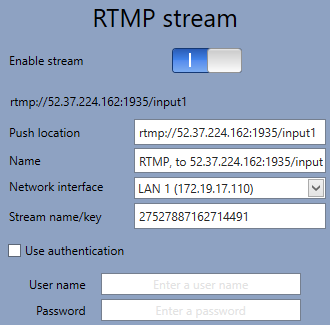 RTMP stream
Enable stream
rtmp://52.37.224.162:1935/input1
Push location rtmp://52.37.224.162:1935/input1
Name RTMP, to 52.37.224.162:1935/input
Network interface LAN 1 (172.19.17.110)
Stream name/key 27527887162714491
Use authentication
User name Enter a user name
Password Enter a password